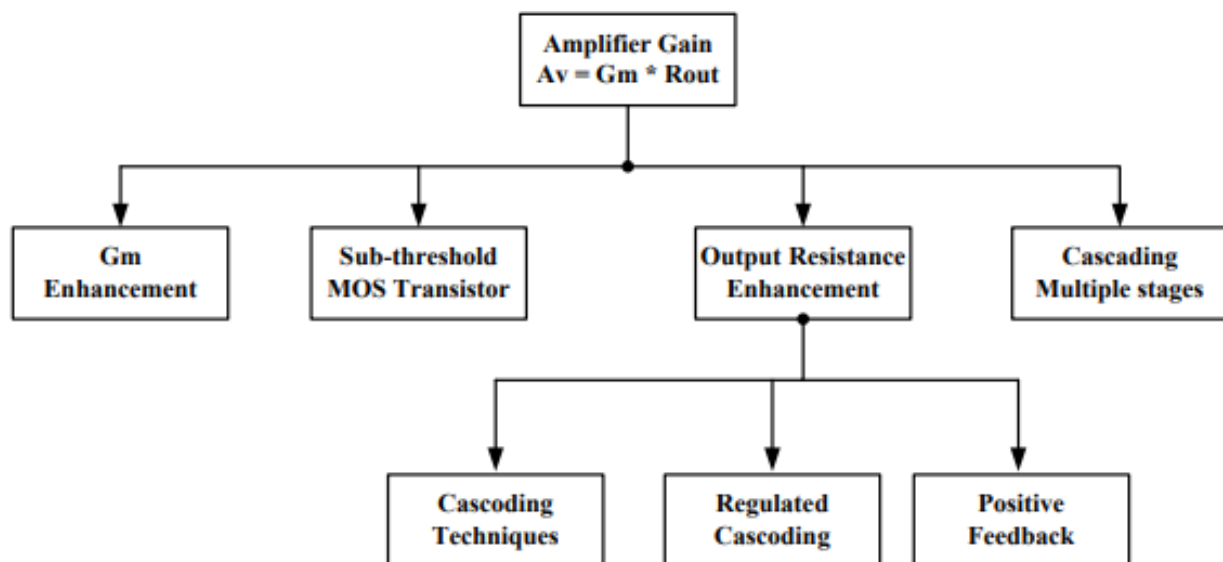 Amplifier Gain
Av = Gm * Rout
Gm
Enhancement
Sub-threshold
MOS Transistor
Output Resistance
Enhancement
Cascading
Multiple stages
Cascoding
Techniques
Regulated
Cascoding
Positive
Feedback